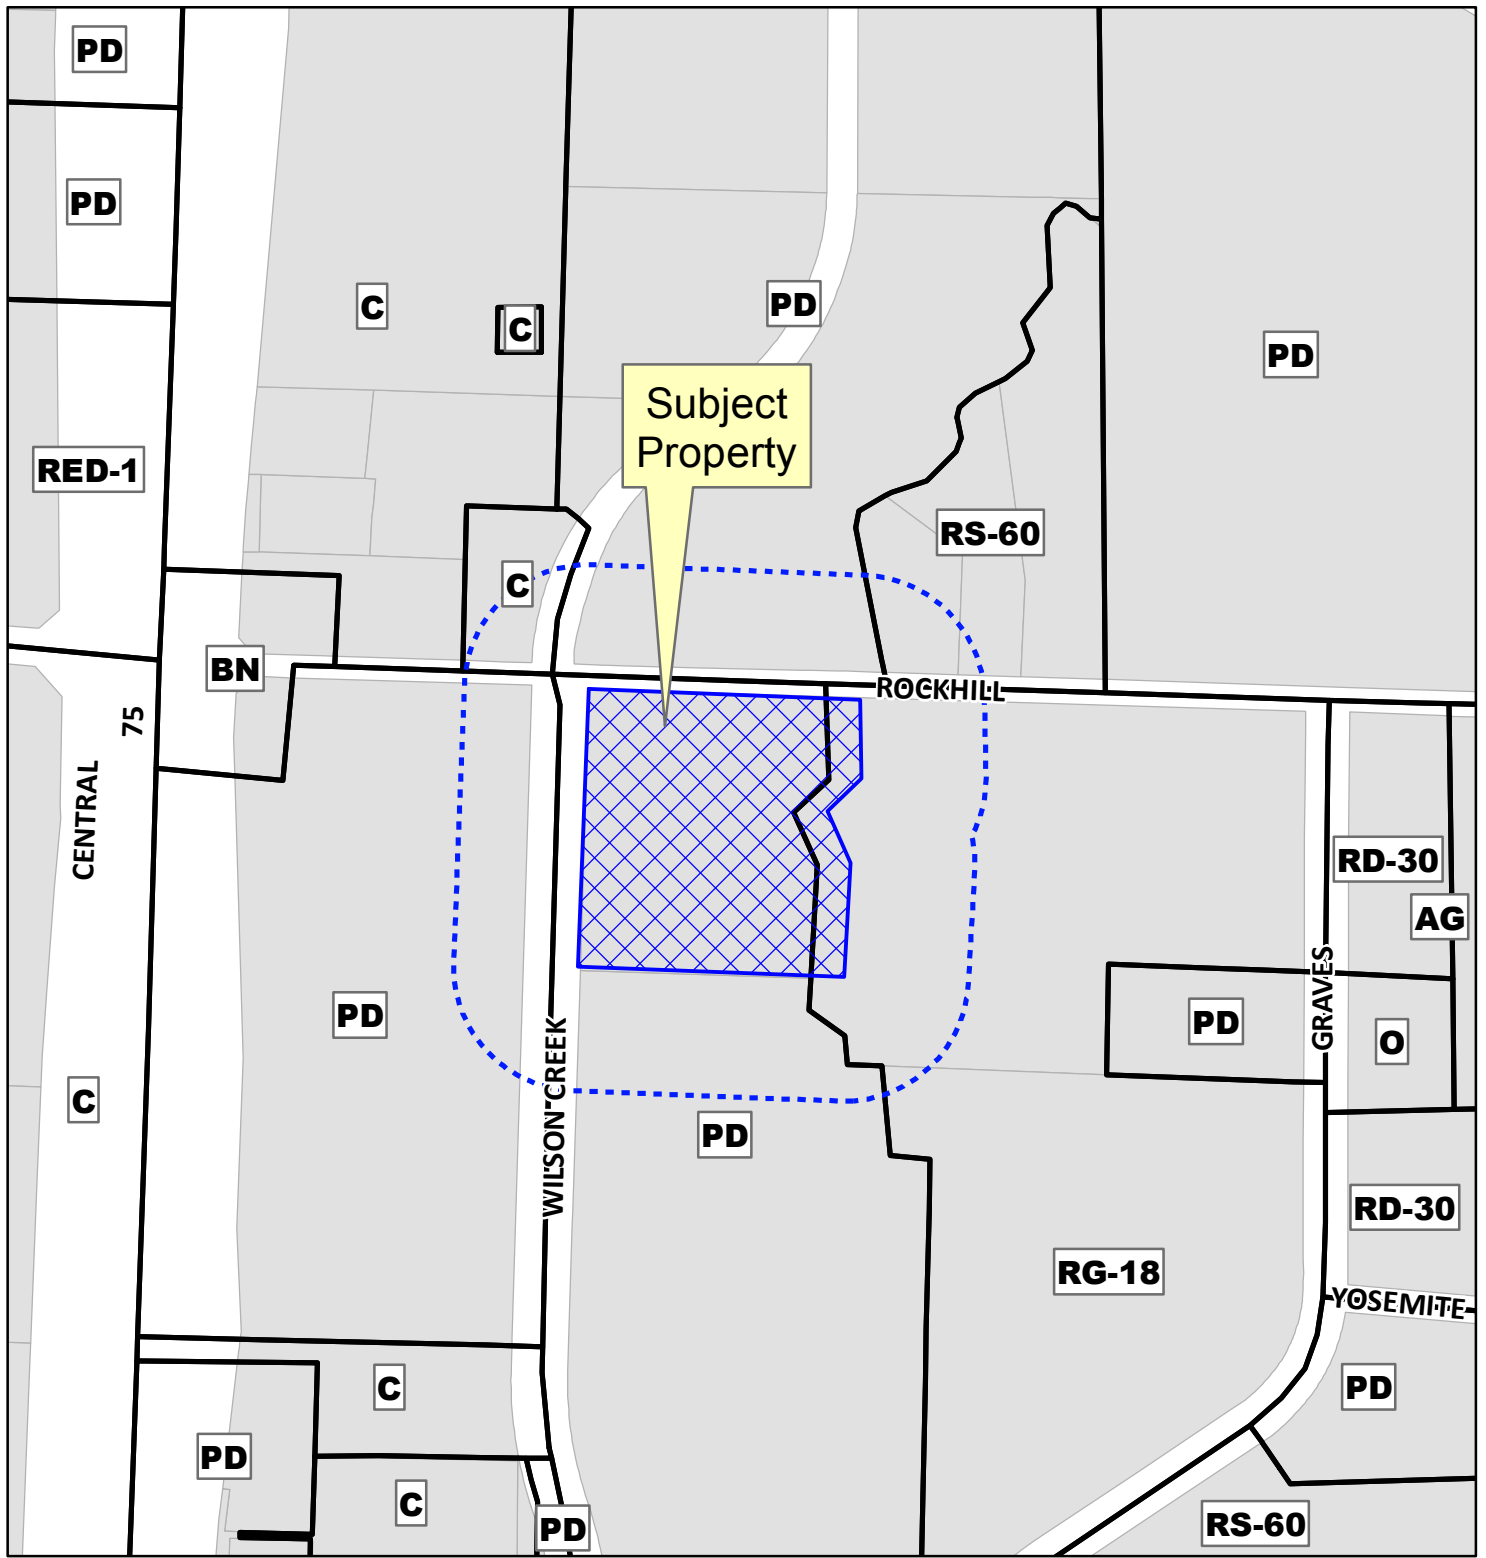 PD
PD
C
C
PD
PD
Subject
Property
RED-1
RS-60
C
BN
ROCKHILL
75
CENTRAL
RD-30
AG
PD
PD
GRAVES
O
C
WILSON CREEK
PD
RD-30
RG-18
YOSEMITE
C
PD
PD
C
PD
RS-60